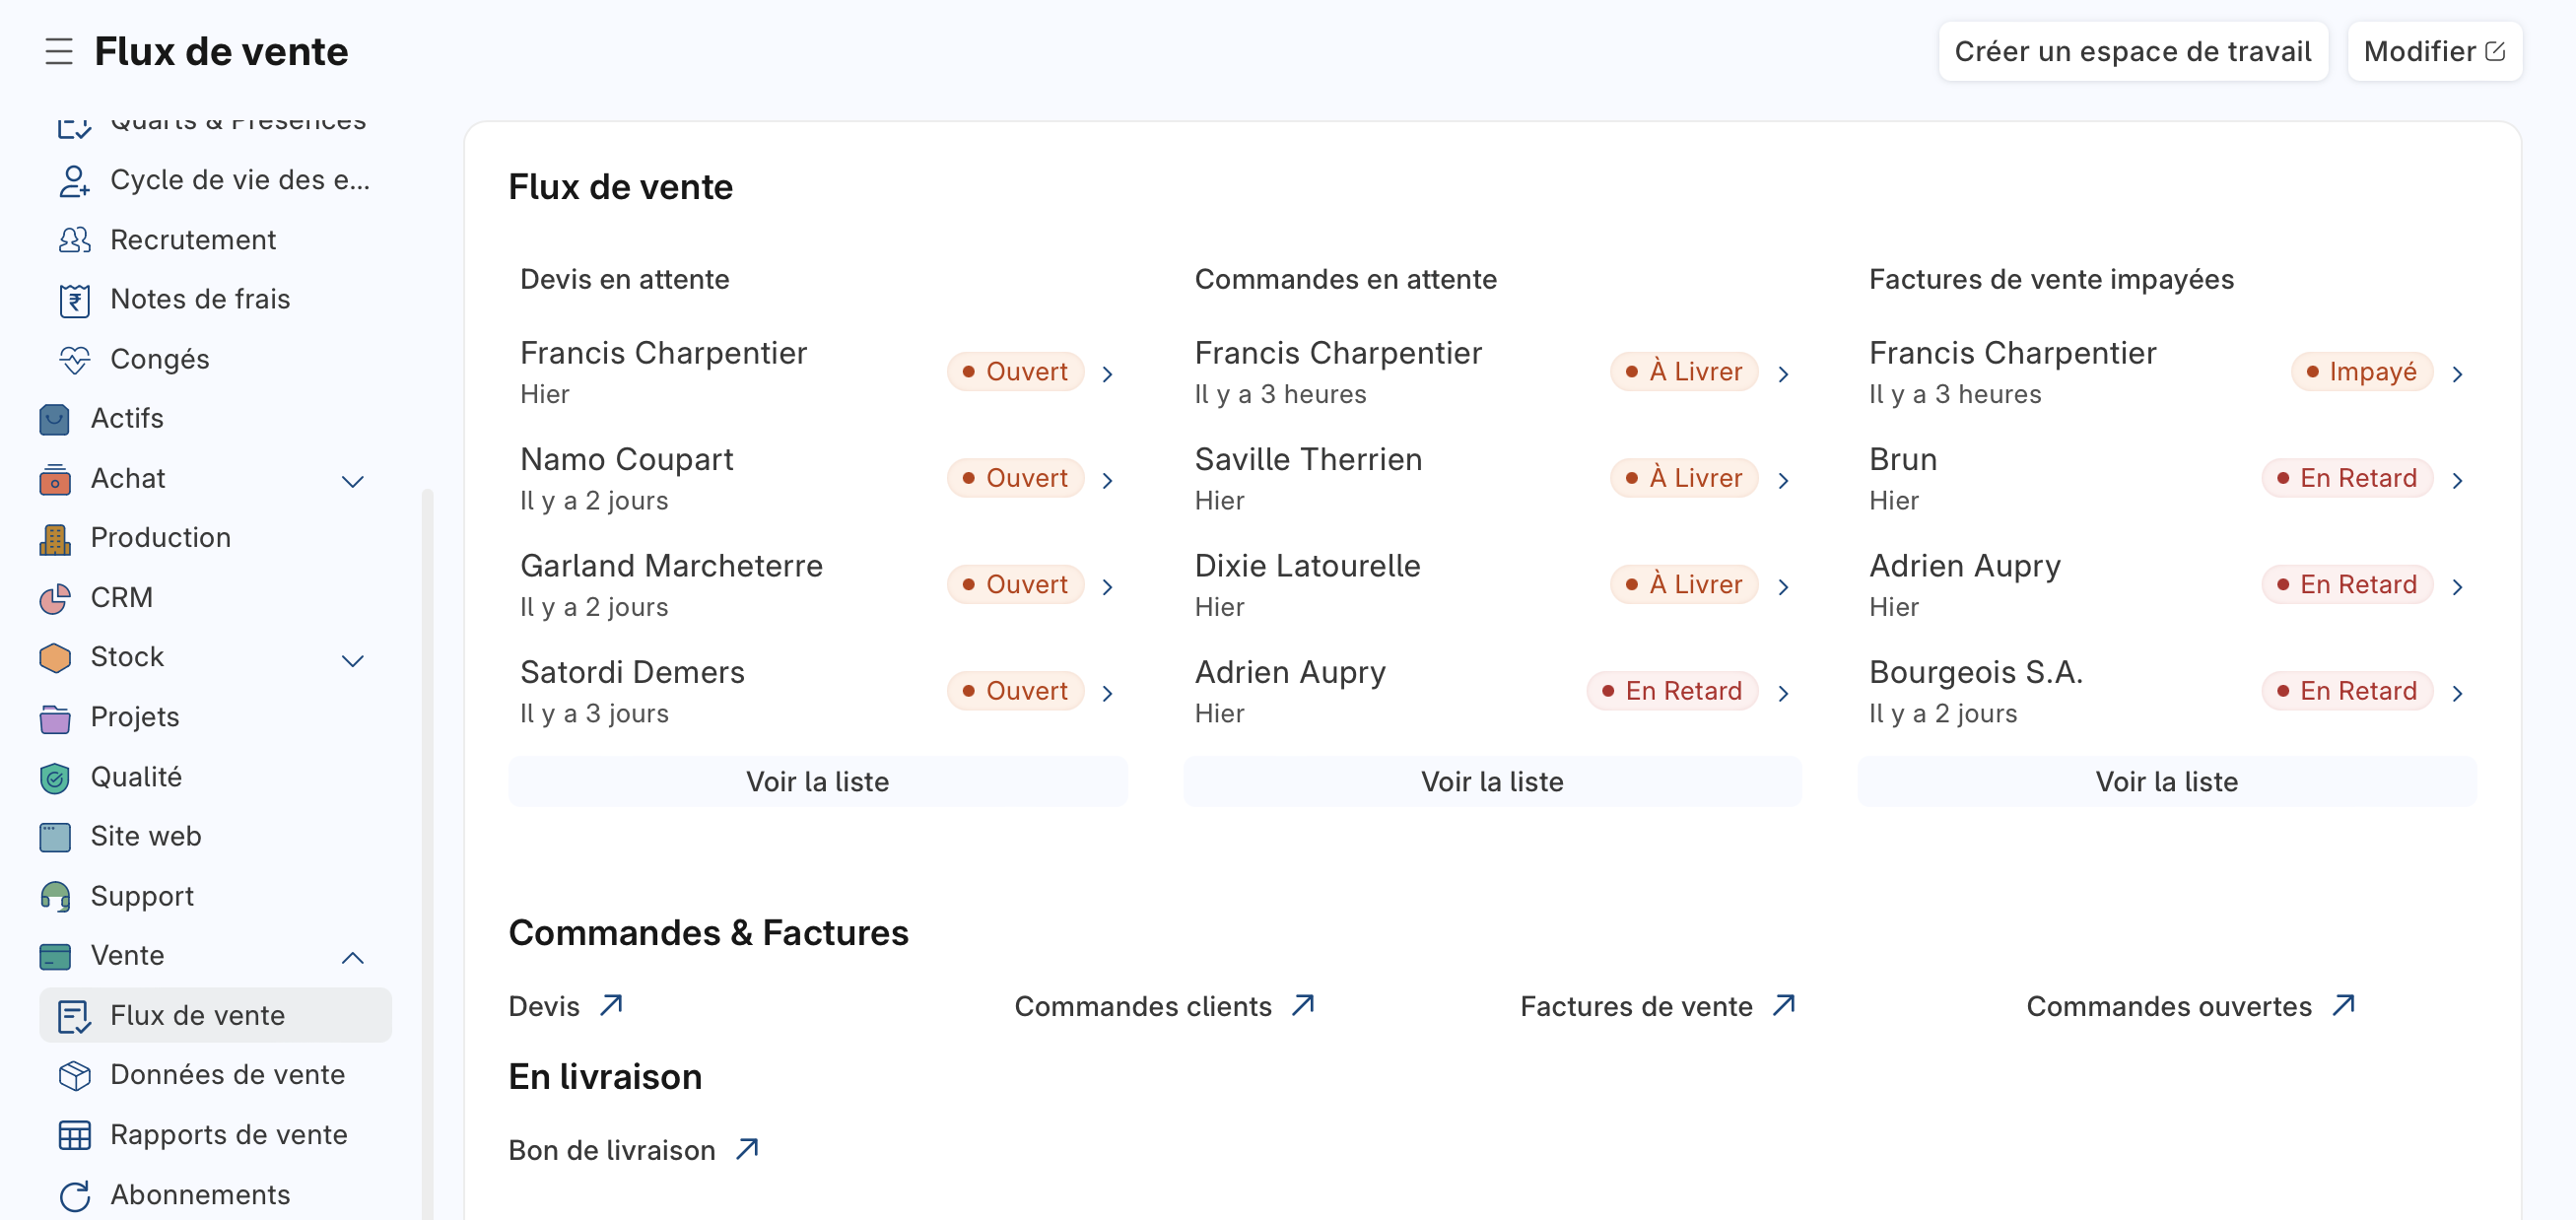 Flux de vente
Créer un espace de travail
Modifier
Quarts & Présences
Cycle de vie des e...
Recrutement
Notes de frais
Congés
Actifs
Achat
Production
CRM
Stock
Projets
Qualité
Site web
Support
Vente
Flux de vente
Données de vente
Rapports de vente
Abonnements
Flux de vente
Devis en attente
Francis Charpentier
Hier
Ouvert
Namo Coupart
Il y a 2 jours
Ouvert
Garland Marcheterre
Il y a 2 jours
Ouvert
Satordi Demers
Il y a 3 jours
Ouvert
Voir la liste
Commandes en attente
Francis Charpentier
Il y a 3 heures
À Livrer
Saville Therrien
Hier
À Livrer
Dixie Latourelle
Hier
À Livrer
Adrien Aupry
Hier
En Retard
Voir la liste
Factures de vente impayées
Francis Charpentier
Il y a 3 heures
Impayé
Brun
Hier
En Retard
Adrien Aupry
Hier
En Retard
Bourgeois S.A.
Il y a 2 jours
En Retard
Voir la liste
Commandes & Factures
Devis
Commandes clients
Factures de vente
Commandes ouvertes
En livraison
Bon de livraison